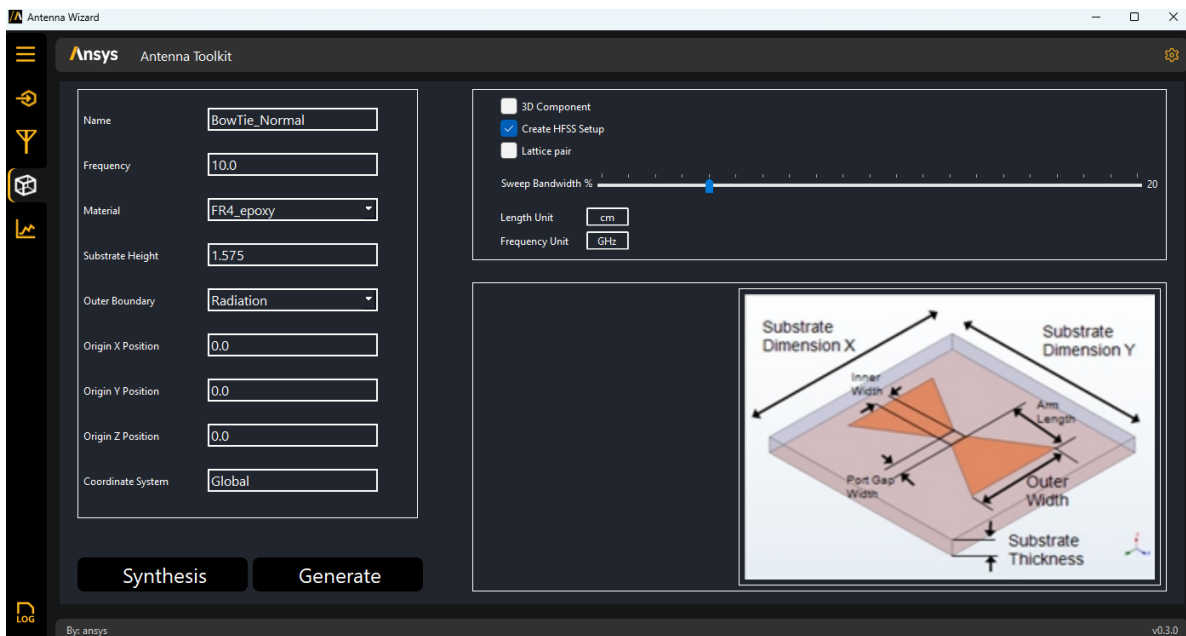 Antenna Wizard
Ansys Antenna Toolkit
Name BowTie_Normal
Frequency 10.0
Material FR4_epoxy
Substrate Height 1.575
Outer Boundary Radiation
Origin X Position 0.0
Origin Y Position 0.0
Origin Z Position 0.0
Coordinate System Global
Synthesis Generate
3D Component
Create HFSS Setup
Lattice pair
Sweep Bandwidth % 20
Length Unit cm
Frequency Unit GHz
Substrate
Dimension X
Substrate
Dimension Y
Inner
Width
Arm
Length
Port Gap
Width
Outer
Width
Substrate
Thickness
LOG
By: ansys v0.3.0